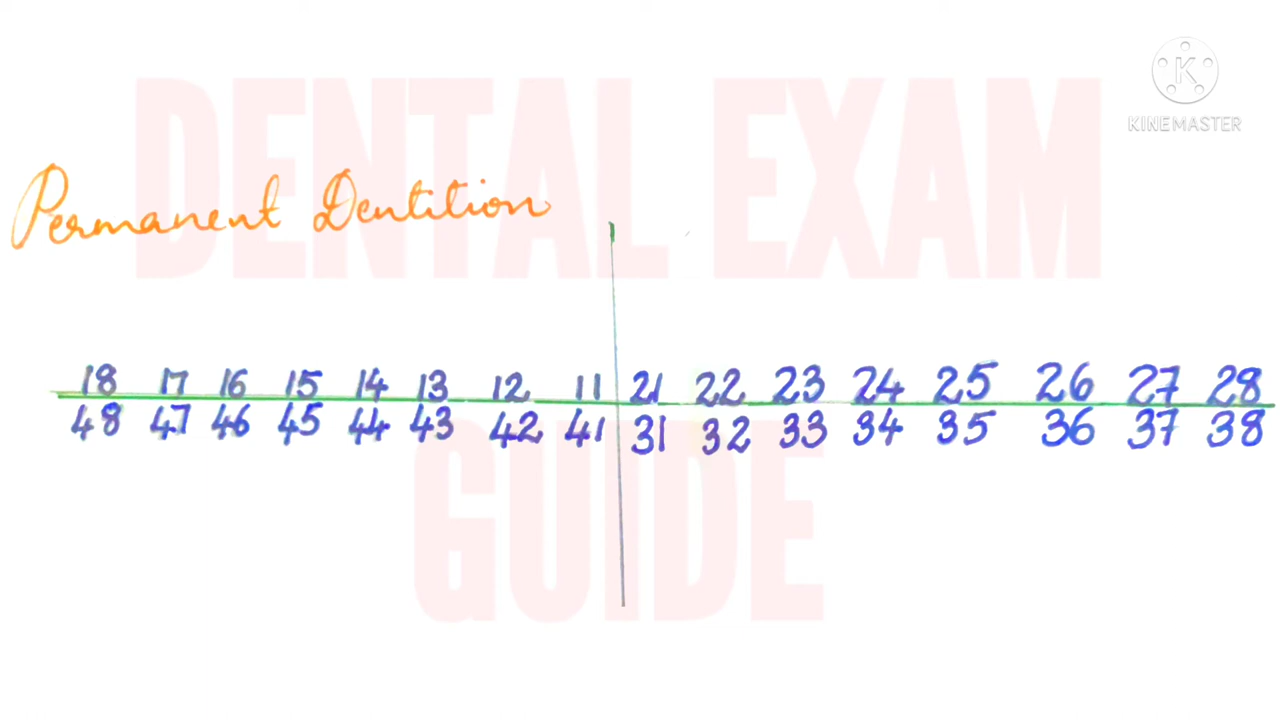 DENTAL EXAM
KINEMASTER
Permanent Dentition
18 17 16 15 14 13 12 11 21 22 23 24 25 26 27 28
48 47 46 45 44 43 42 41 31 32 33 34 35 36 37 38
GUIDE